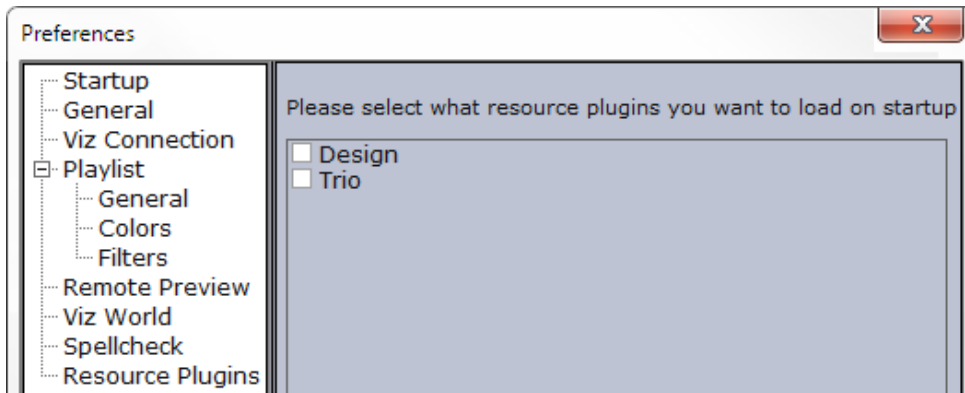 Preferences
Startup
General
Viz Connection
Playlist
General
Colors
Filters
Remote Preview
Viz World
Spellcheck
Resource Plugins
Please select what resource plugins you want to load on startup
Design
Trio